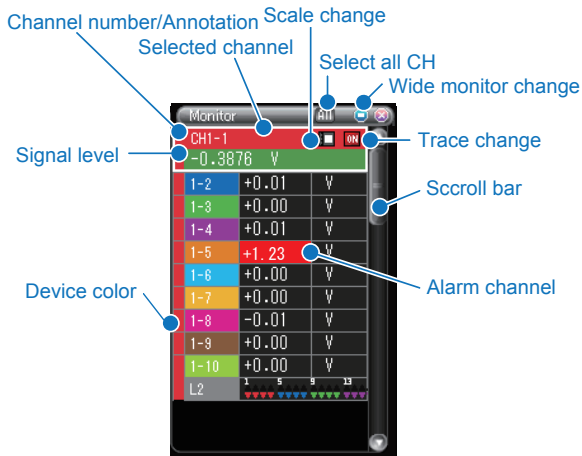 Channel number/Annotation
Scale change
Selected channel
Select all CH
Wide monitor change
Monitor
All
CH1-1
ON
Trace change
Signal level
-0.3876 V
1-2 +0.01 V
Sccroll bar
1-3 +0.00 V
1-4 +0.01 V
1-5 +1.23 V
Alarm channel
1-6 +0.00 V
Device color
1-7 +0.00 V
1-8 -0.01 V
1-9 +0.00 V
1-10 +0.00 V
L2 1 5 9 13